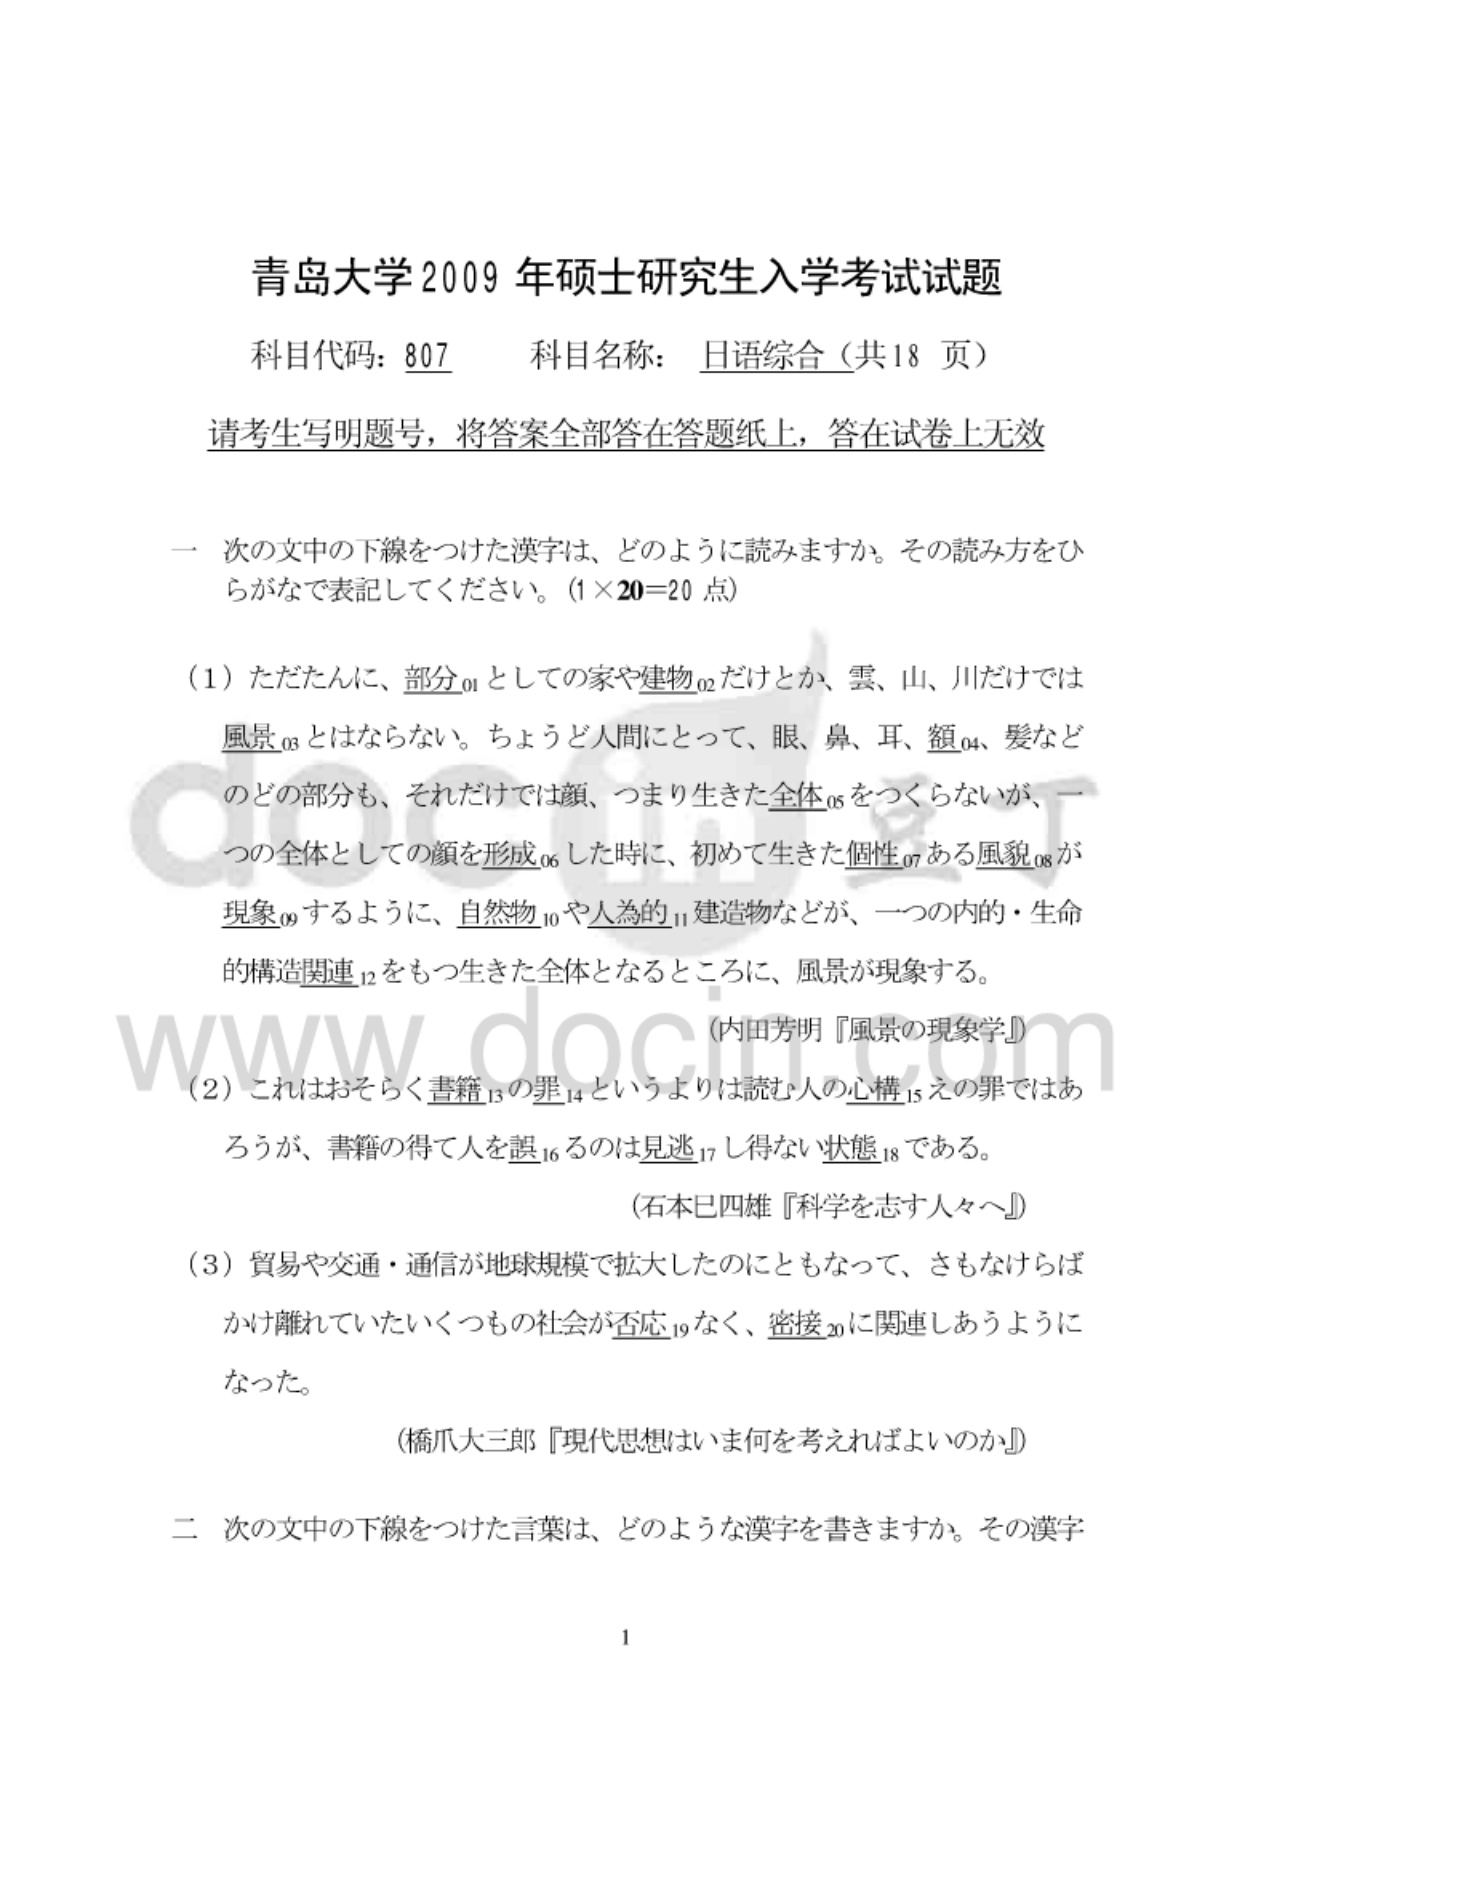 青岛大学2009 年硕士研究生入学考试试题
科目代码：807 科目名称： 日语综合（共18 页）
请考生写明题号，将答案全部答在答题纸上，答在试卷上无效
一 次の文中の下線をつけた漢字は、どのように読みますか。その読み方をひ
らがなで表記してください。(1×20=20 点)
（1）ただたんに、部分01としての家や建物02だけとか、雲、山、川だけでは
風景03とはならない。ちょうど人間にとって、眼、鼻、耳、額04、髪など
のどの部分も、それだけでは顔、つまり生きた全体05をつくらないが、一
つの全体としての顔を形成06した時に、初めて生きた個性07ある風貌08が
現象09するように、自然物10や人為的11建造物などが、一つの内的・生命
的構造関連12をもつ生きた全体となるところに、風景が現象する。
（内田芳明『風景の現象学』）
（2）これはおそらく書籍13の罪14というよりは読む人の心構15えの罪ではあ
ろうが、書籍の得て人を誤16るのは見逃17し得ない状態18である。
（石本巳四雄『科学を志す人々へ』）
（3）貿易や交通・通信が地球規模で拡大したのにともなって、さもなけらば
かけ離れていたいくつもの社会が否応19なく、密接20に関連しあうように
なった。
（橋爪大三郎『現代思想はいま何を考えればよいのか』）
二 次の文中の下線をつけた言葉は、どのような漢字を書きますか。その漢字
1
docin 豆丁
www.docin.com